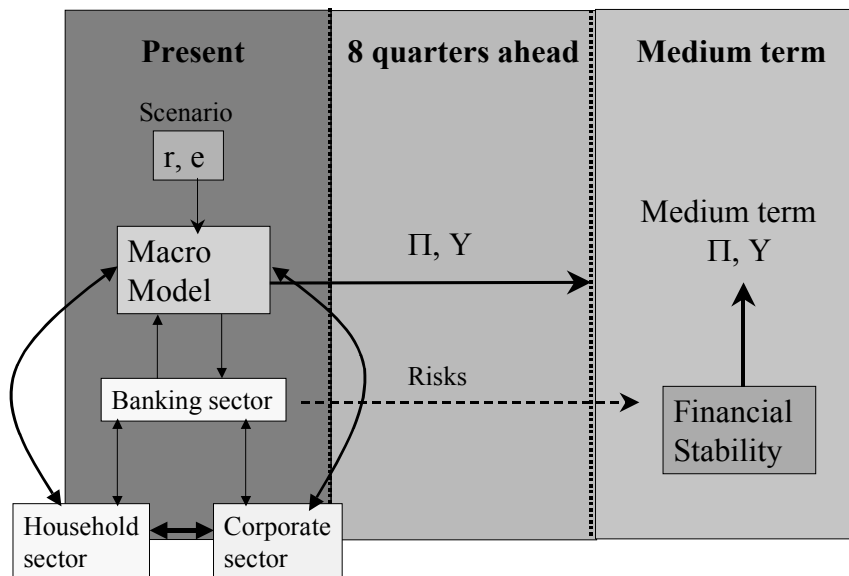 Present
8 quarters ahead
Medium term
Scenario
r, e
Macro
Model
Π, Y
Medium term
Π, Y
Banking sector
Risks
Financial
Stability
Household
sector
Corporate
sector